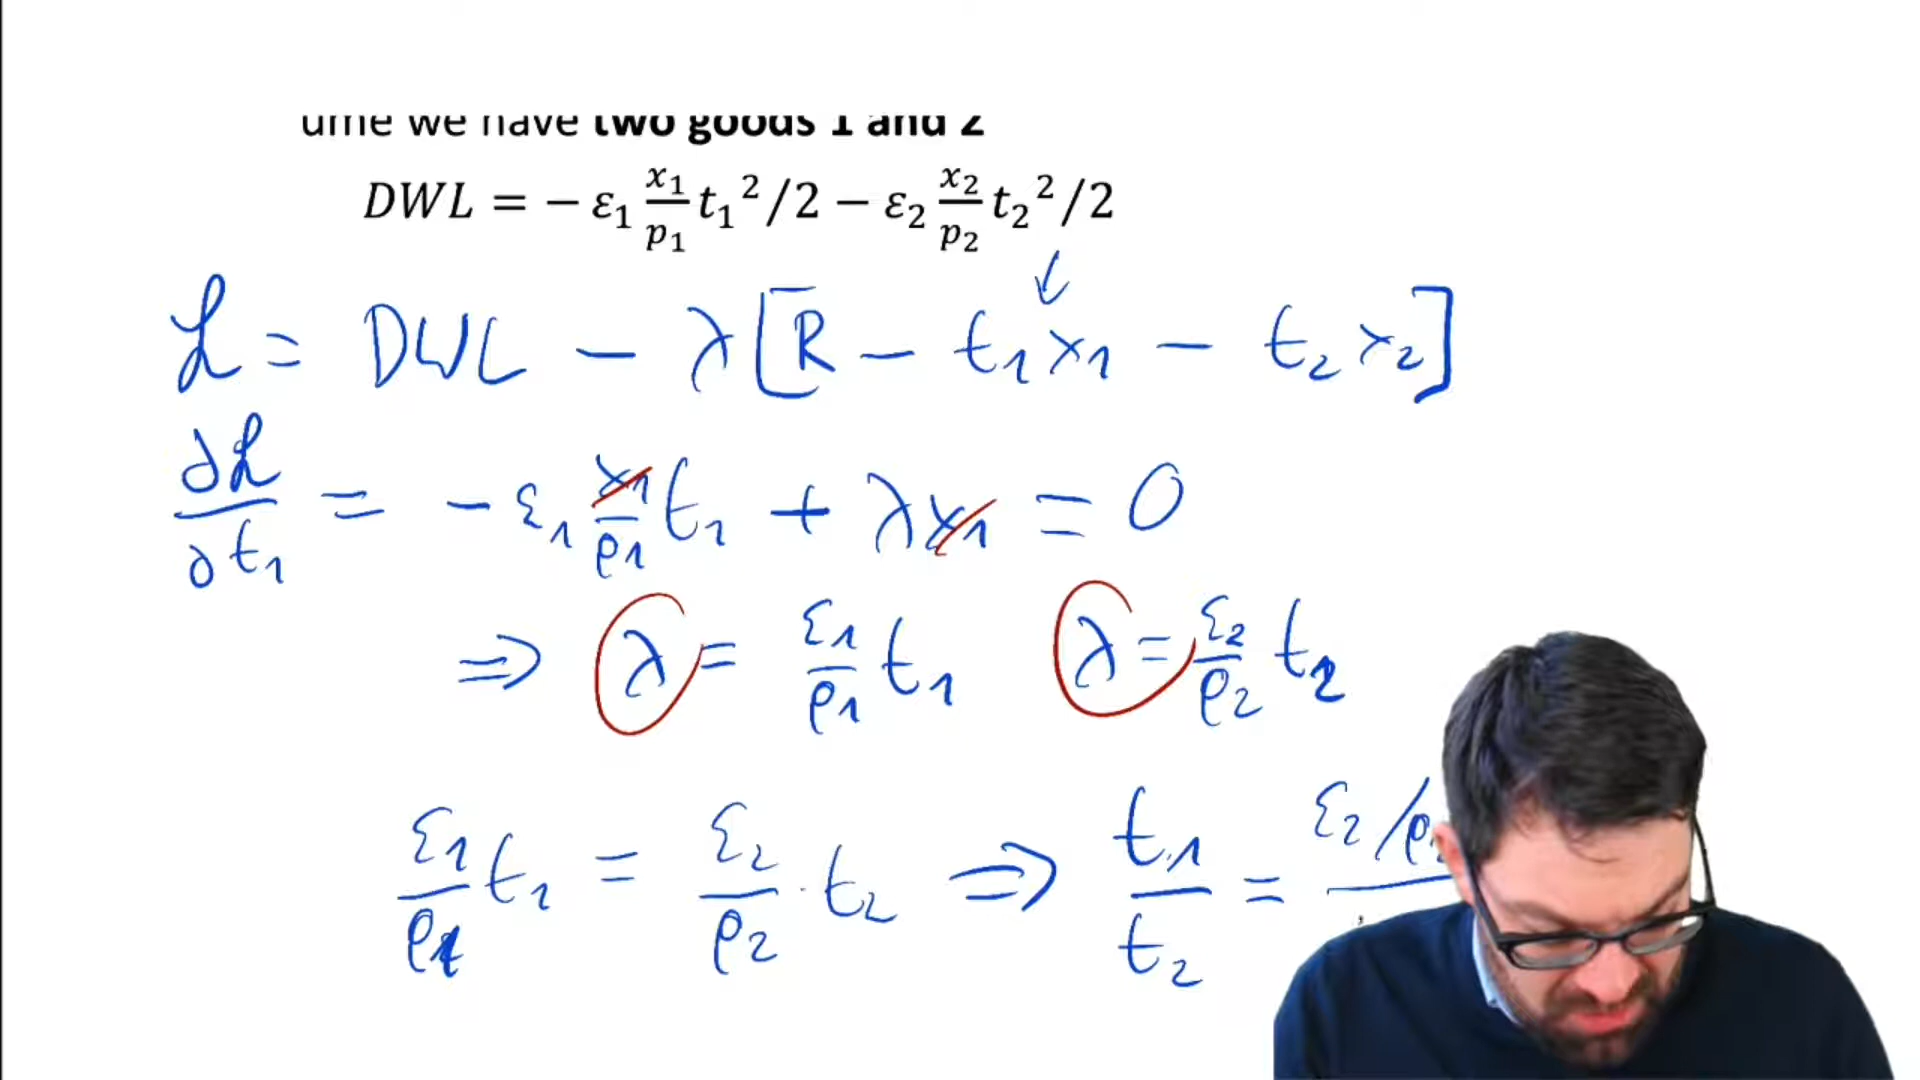 ume we have two goods 1 and 2
DWL = − ε₁ x₁/p₁ t₁²/2 − ε₂ x₂/p₂ t₂²/2
ℒ = DWL − λ[R̄ − t₁x₁ − t₂x₂]
∂ℒ/∂t₁ = − ε₁ x₁/p₁ t₁ + λx₁ = 0
⇒ λ = ε₁/p₁ t₁ λ = ε₂/p₂ t₂
ε₁/p₁ t₁ = ε₂/p₂ · t₂ ⇒ t₁/t₂ = ε₂/p